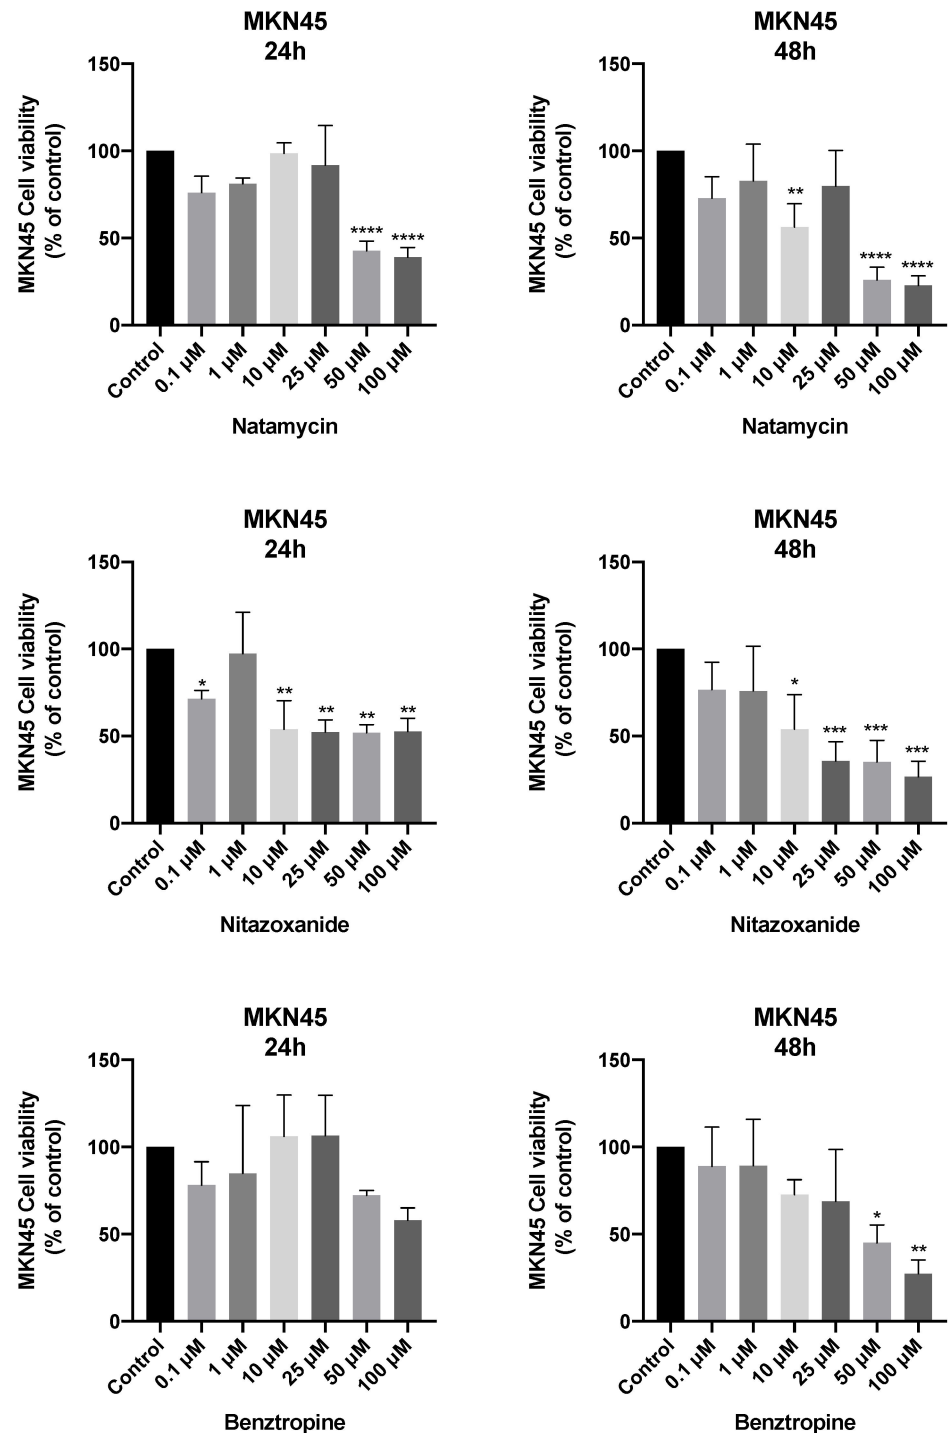 MKN45
24h
MKN45 Cell viability
(% of control)
150
100
50
0
**** ****
Control 0.1 µM 1 µM 10 µM 25 µM 50 µM 100 µM
Natamycin
MKN45
48h
MKN45 Cell viability
(% of control)
150
100
50
0
** **** ****
Control 0.1 µM 1 µM 10 µM 25 µM 50 µM 100 µM
Natamycin
MKN45
24h
MKN45 Cell viability
(% of control)
150
100
50
0
* ** ** ** **
Control 0.1 µM 1 µM 10 µM 25 µM 50 µM 100 µM
Nitazoxanide
MKN45
48h
MKN45 Cell viability
(% of control)
150
100
50
0
* *** *** ***
Control 0.1 µM 1 µM 10 µM 25 µM 50 µM 100 µM
Nitazoxanide
MKN45
24h
MKN45 Cell viability
(% of control)
150
100
50
0
Control 0.1 µM 1 µM 10 µM 25 µM 50 µM 100 µM
Benztropine
MKN45
48h
MKN45 Cell viability
(% of control)
150
100
50
0
* **
Control 0.1 µM 1 µM 10 µM 25 µM 50 µM 100 µM
Benztropine